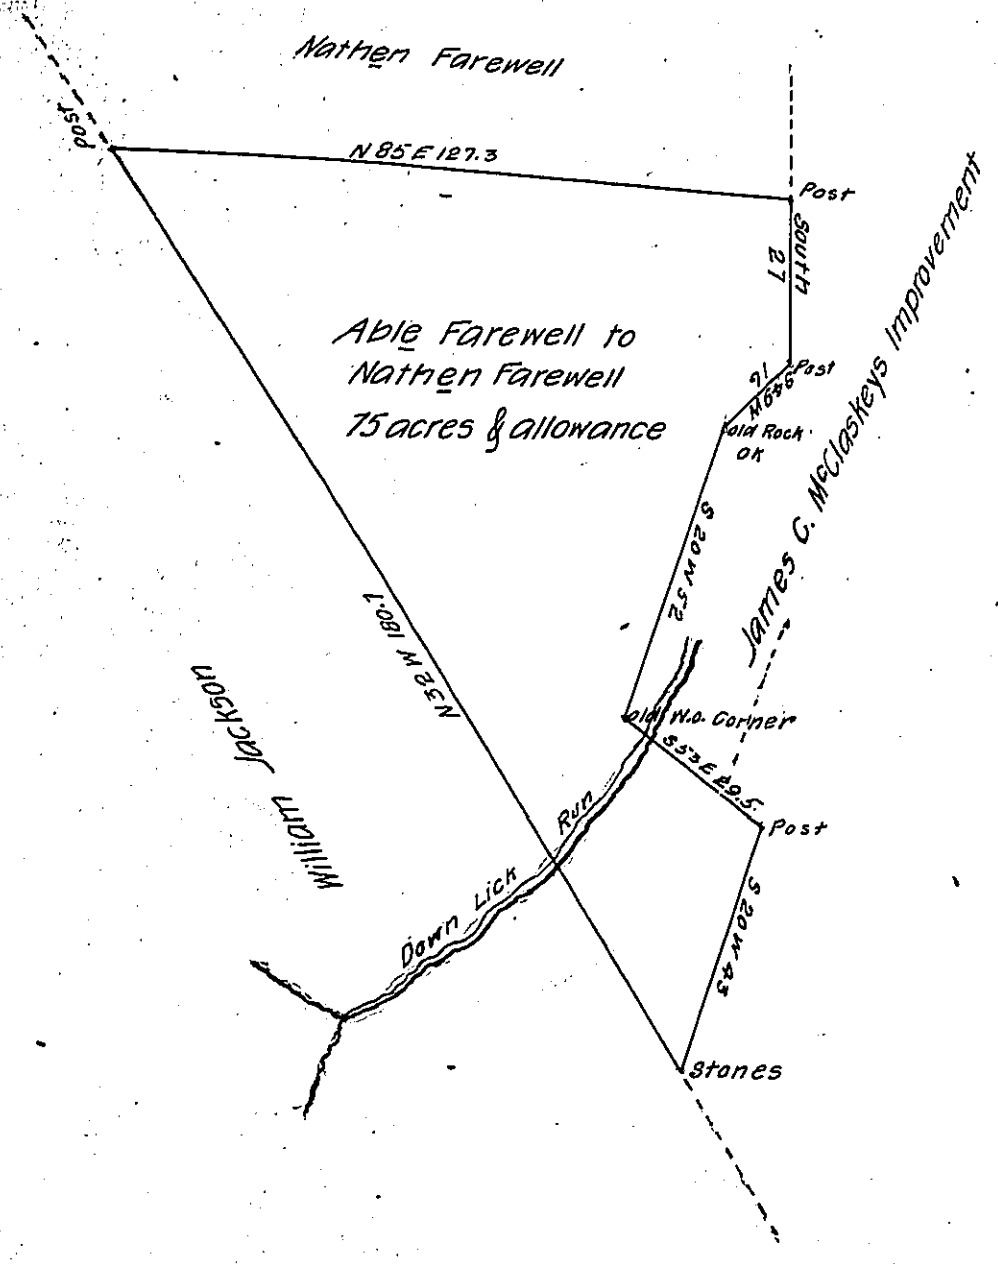 Nathen Farewell
post
N 85 E 127.3
Post
South
27
Post
S49W
16
old Rock
OK
Able Farewell to
Nathen Farewell
75 acres & allowance
James C. McClaskeys Improvement
S 20 W 52
N 32 W 180.7
William Jackson
old W.O. Corner
S 53 E 29.5.
Post
Down Lick Run
S 20 W 43
Stones